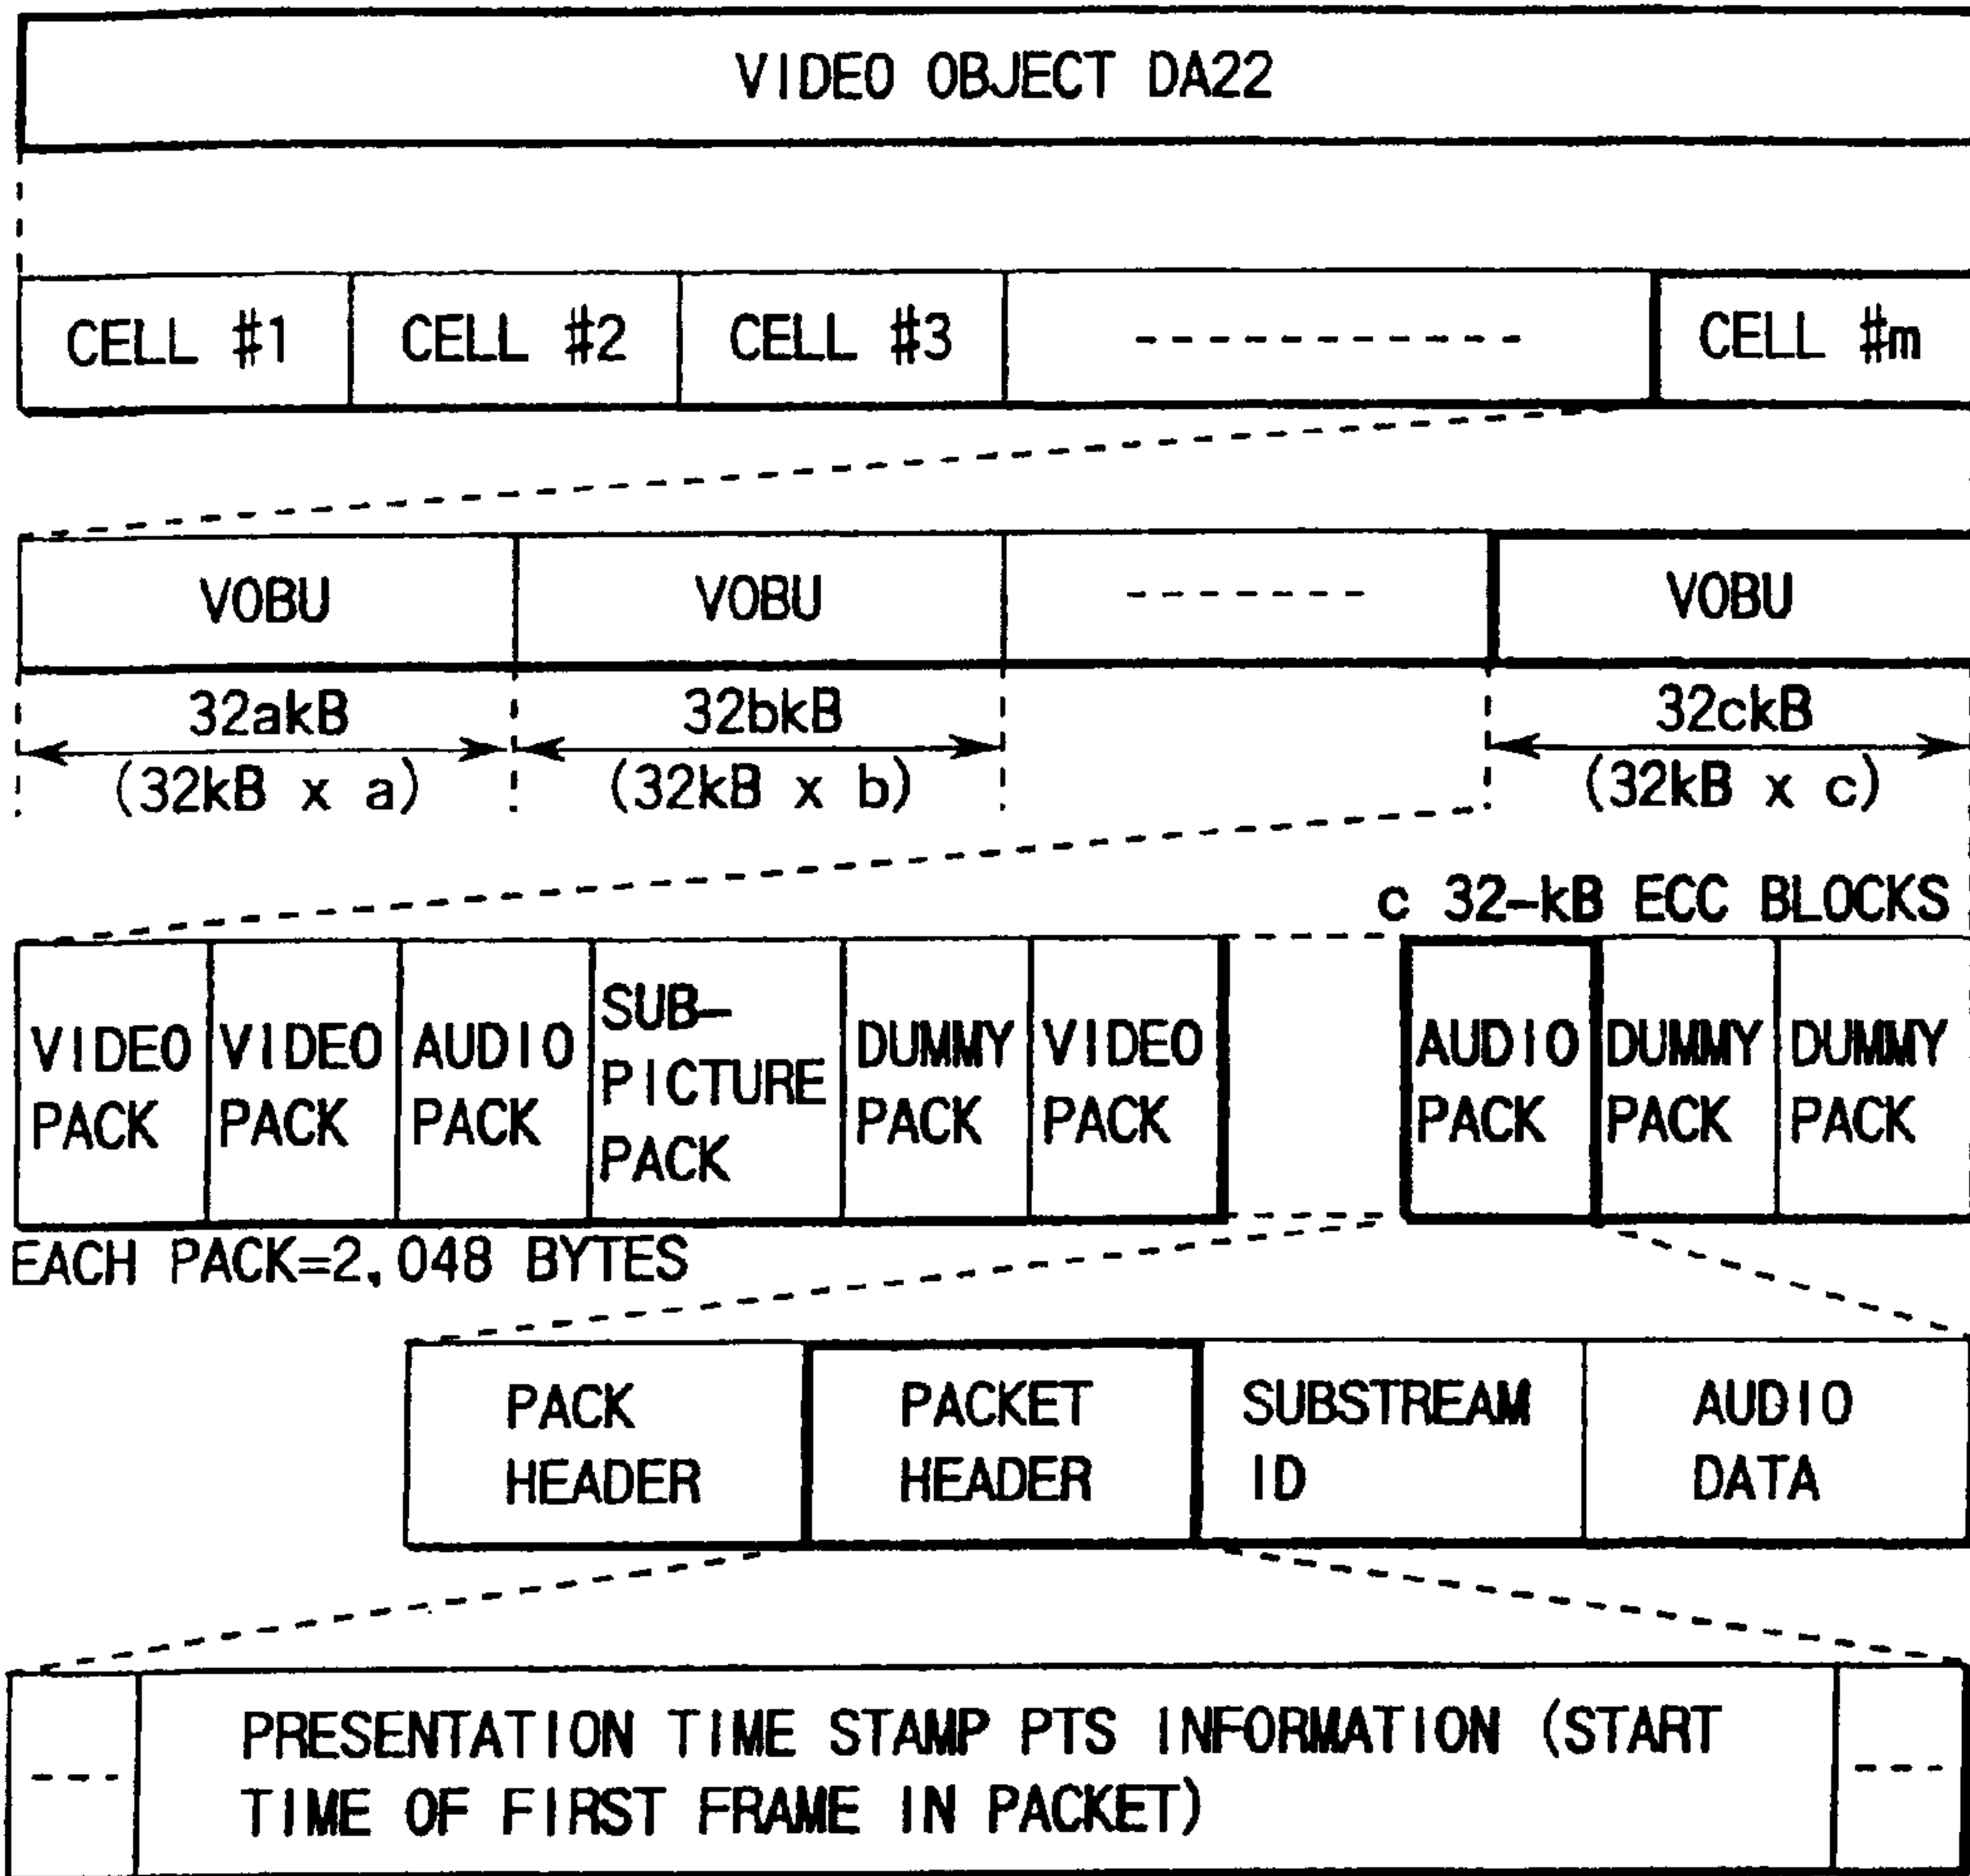 VIDEO OBJECT DA22
CELL #1 CELL #2 CELL #3 ------------ CELL #m
VOBU VOBU ------- VOBU
32akB 32bkB 32ckB
(32kB x a) (32kB x b) (32kB x c)
c 32-kB ECC BLOCKS
VIDEO PACK
VIDEO PACK
AUDIO PACK
SUB-
PICTURE
PACK
DUMMY PACK
VIDEO PACK
AUDIO PACK
DUMMY PACK
DUMMY PACK
EACH PACK=2,048 BYTES
PACK
HEADER
PACKET
HEADER
SUBSTREAM
ID
AUDIO
DATA
--- PRESENTATION TIME STAMP PTS INFORMATION (START
TIME OF FIRST FRAME IN PACKET) ---